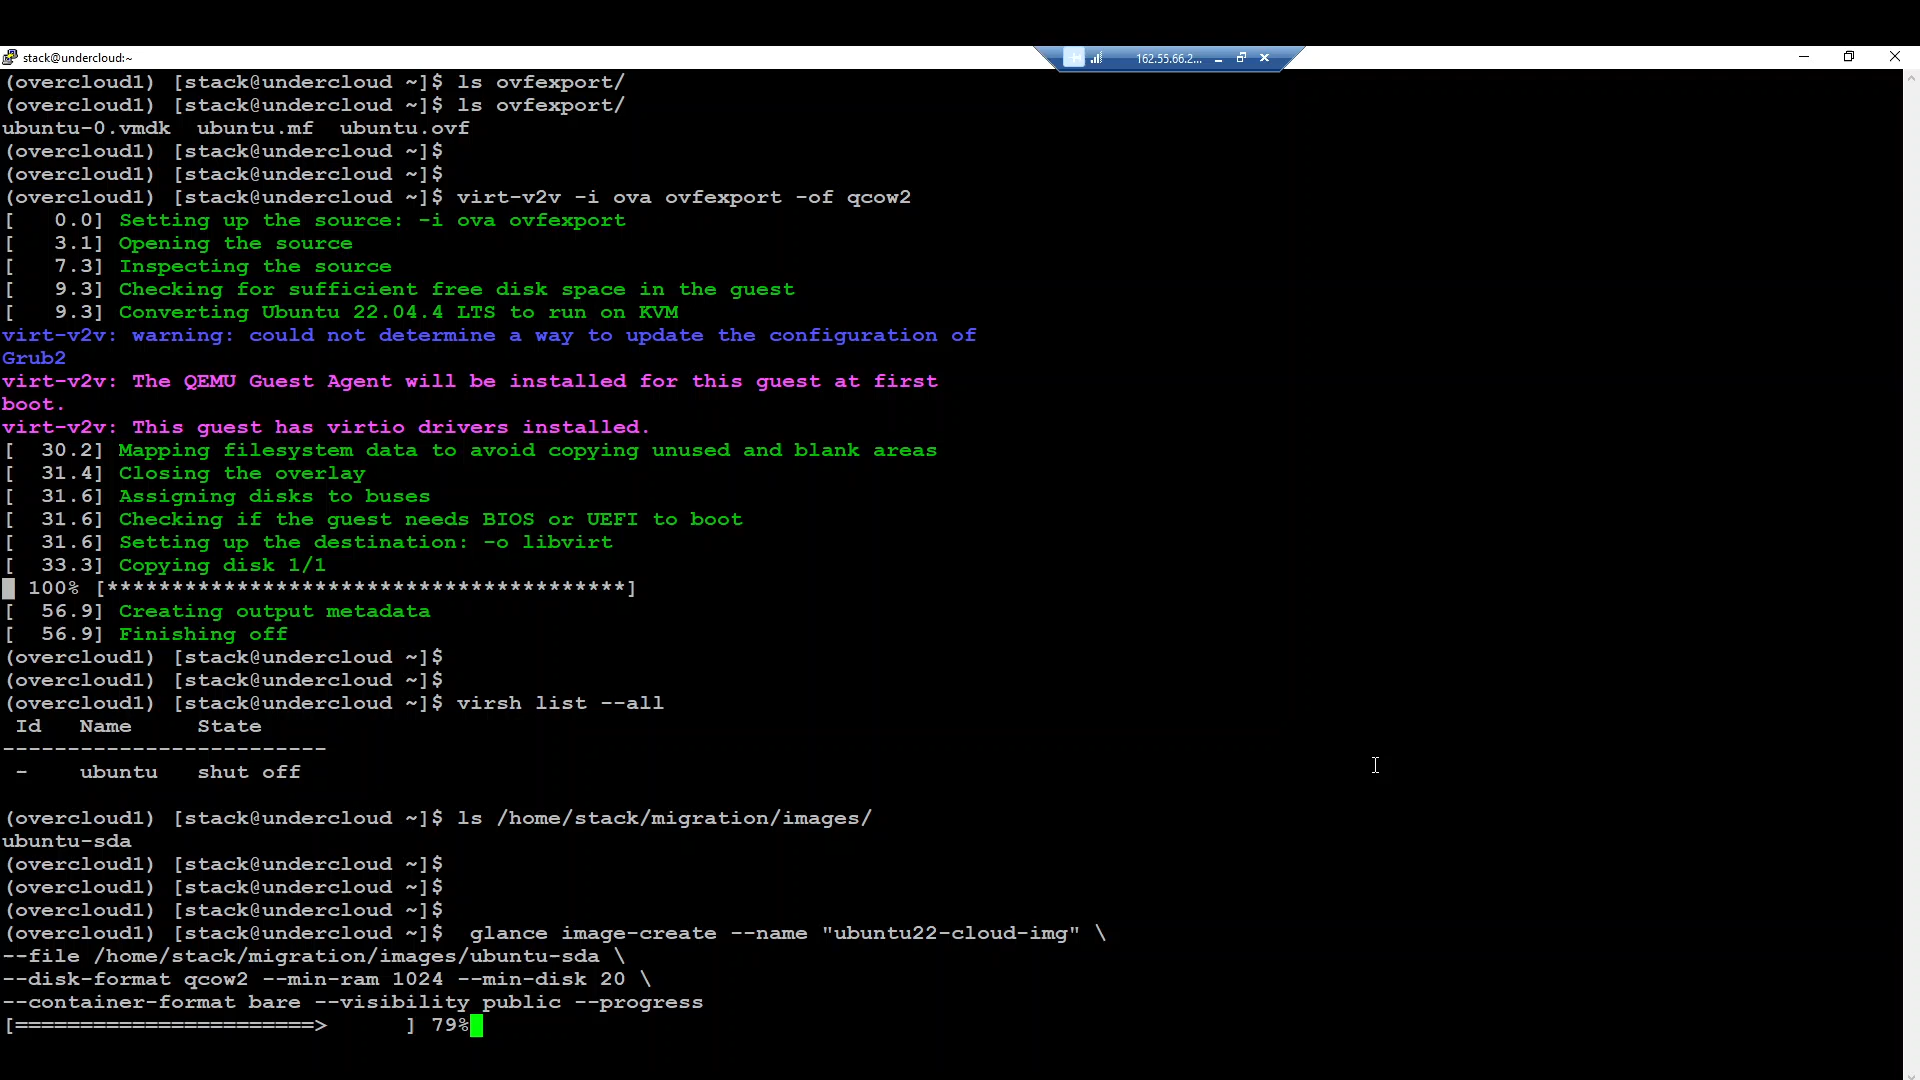 stack@undercloud:~
162.55.66.2...
(overcloud1) [stack@undercloud ~]$ ls ovfexport/
(overcloud1) [stack@undercloud ~]$ ls ovfexport/
ubuntu-0.vmdk  ubuntu.mf  ubuntu.ovf
(overcloud1) [stack@undercloud ~]$
(overcloud1) [stack@undercloud ~]$
(overcloud1) [stack@undercloud ~]$ virt-v2v -i ova ovfexport -of qcow2
[   0.0] Setting up the source: -i ova ovfexport
[   3.1] Opening the source
[   7.3] Inspecting the source
[   9.3] Checking for sufficient free disk space in the guest
[   9.3] Converting Ubuntu 22.04.4 LTS to run on KVM
virt-v2v: warning: could not determine a way to update the configuration of
Grub2
virt-v2v: The QEMU Guest Agent will be installed for this guest at first
boot.
virt-v2v: This guest has virtio drivers installed.
[  30.2] Mapping filesystem data to avoid copying unused and blank areas
[  31.4] Closing the overlay
[  31.6] Assigning disks to buses
[  31.6] Checking if the guest needs BIOS or UEFI to boot
[  31.6] Setting up the destination: -o libvirt
[  33.3] Copying disk 1/1
█ 100% [****************************************]
[  56.9] Creating output metadata
[  56.9] Finishing off
(overcloud1) [stack@undercloud ~]$
(overcloud1) [stack@undercloud ~]$
(overcloud1) [stack@undercloud ~]$ virsh list --all
 Id   Name     State
-------------------------
 -    ubuntu   shut off
(overcloud1) [stack@undercloud ~]$ ls /home/stack/migration/images/
ubuntu-sda
(overcloud1) [stack@undercloud ~]$
(overcloud1) [stack@undercloud ~]$
(overcloud1) [stack@undercloud ~]$
(overcloud1) [stack@undercloud ~]$  glance image-create --name "ubuntu22-cloud-img" \
--file /home/stack/migration/images/ubuntu-sda \
--disk-format qcow2 --min-ram 1024 --min-disk 20 \
--container-format bare --visibility public --progress
[=======================>      ] 79%